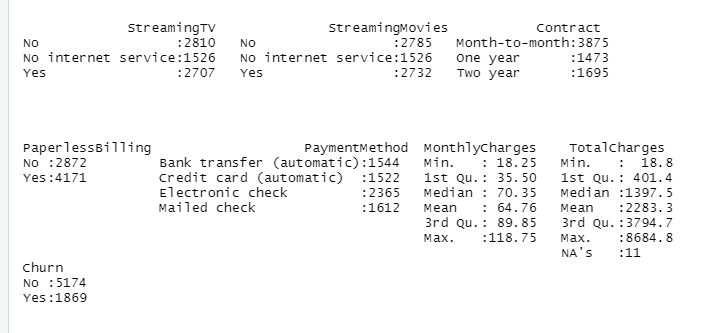 StreamingTV StreamingMovies Contract
No :2810 No :2785 Month-to-month:3875
No internet service:1526 No internet service:1526 One year :1473
Yes :2707 Yes :2732 Two year :1695
PaperlessBilling PaymentMethod MonthlyCharges TotalCharges
No :2872 Bank transfer (automatic):1544 Min. : 18.25 Min. : 18.8
Yes:4171 Credit card (automatic) :1522 1st Qu.: 35.50 1st Qu.: 401.4
Electronic check :2365 Median : 70.35 Median :1397.5
Mailed check :1612 Mean : 64.76 Mean :2283.3
3rd Qu.: 89.85 3rd Qu.:3794.7
Max. :118.75 Max. :8684.8
NA's :11
Churn
No :5174
Yes:1869